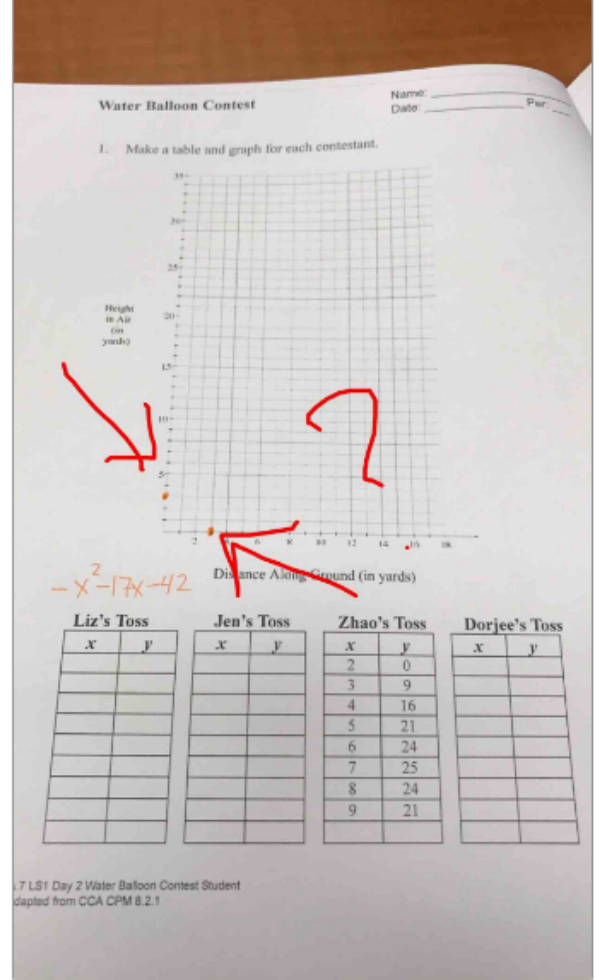 Water Balloon Contest
Name:
Date: Per:
1. Make a table and graph for each contestant.
30
25
20
15
10
5
Height
in Air
(in
yards)
2 4 6 8 10 12 14 16 18
Distance Along Ground (in yards)
-x²-17x-42
Liz's Toss Jen's Toss Zhao's Toss Dorjee's Toss
x y x y x y x y
2 0
3 9
4 16
5 21
6 24
7 25
8 24
9 21
?
.7 LS1 Day 2 Water Balloon Contest Student
dapted from CCA CPM 8.2.1